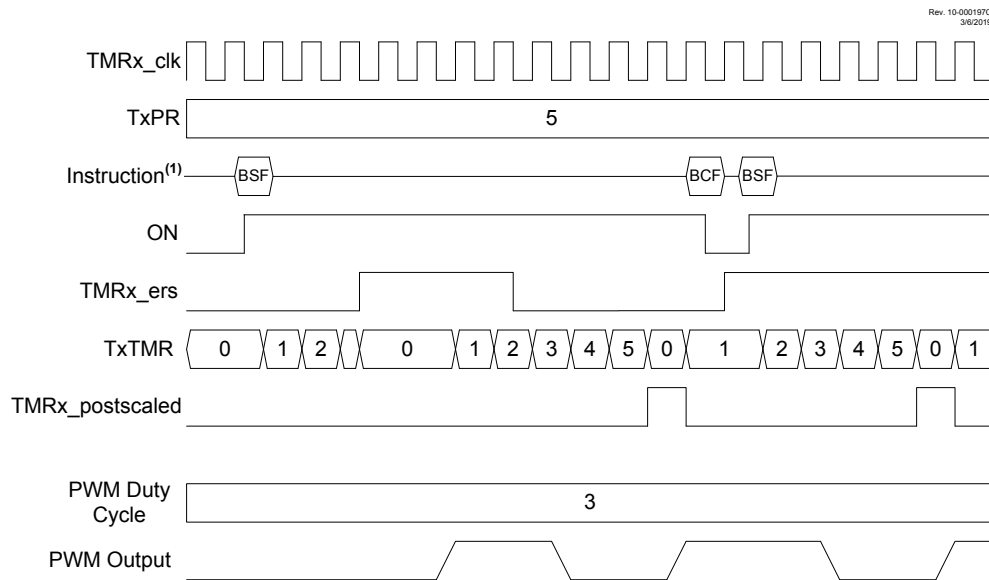 Rev. 10-000197C
3/6/2019
TMRx_clk
TxPR 5
Instruction(1) BSF BCF BSF
ON
TMRx_ers
TxTMR 0 1 2 0 1 2 3 4 5 0 1 2 3 4 5 0 1
TMRx_postscaled
PWM Duty
Cycle
3
PWM Output